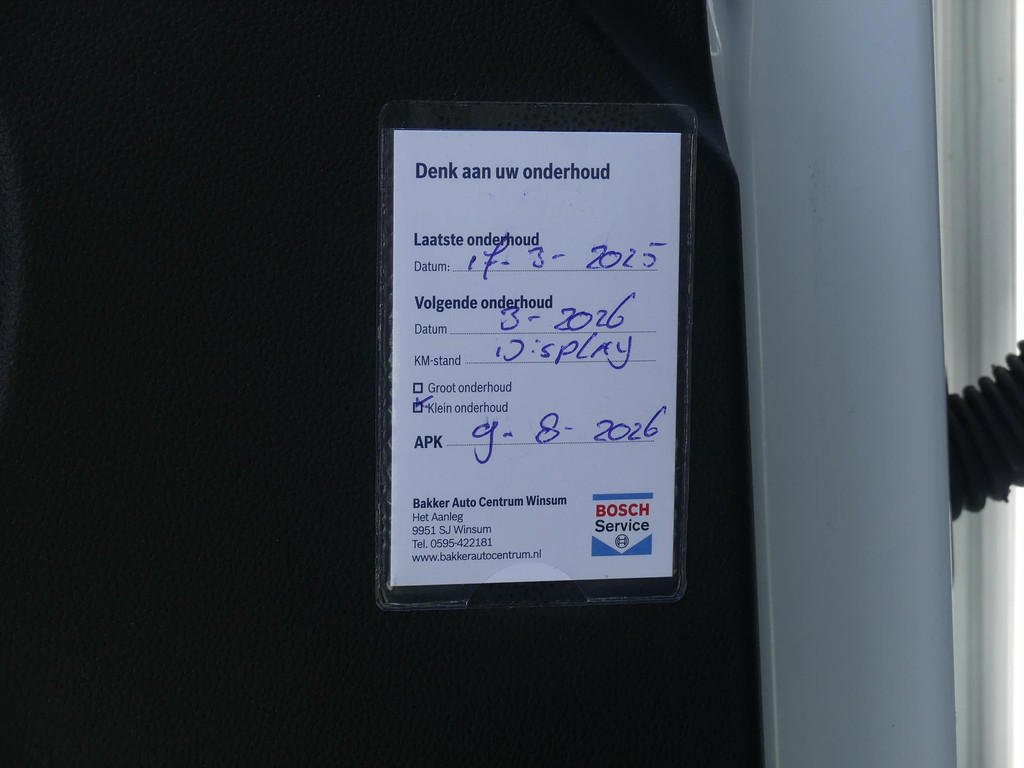 Denk aan uw onderhoud
Laatste onderhoud
Datum: 17-3-2025
Volgende onderhoud
Datum 3-2026
KM-stand Display
Groot onderhoud
Klein onderhoud
APK 9-8-2026
Bakker Auto Centrum Winsum
Het Aanleg
9951 SJ Winsum
Tel. 0595-422181
www.bakkerautocentrum.nl
BOSCH
Service